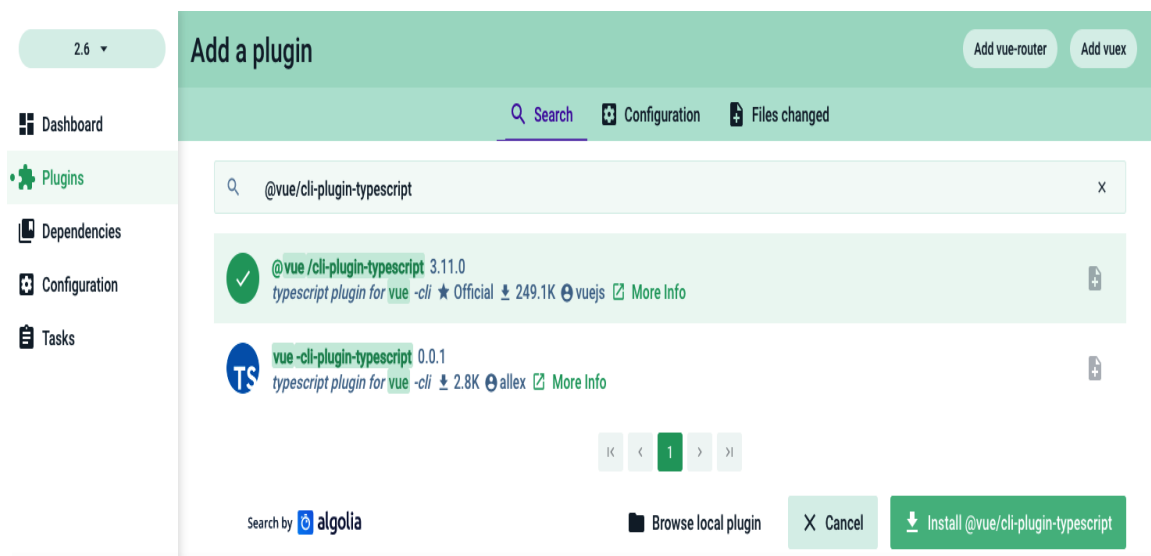 2.6
Add a plugin
Add vue-router
Add vuex
Dashboard
Plugins
Dependencies
Configuration
Tasks
Search
Configuration
Files changed
@vue/cli-plugin-typescript
@vue /cli-plugin-typescript 3.11.0
typescript plugin for vue -cli Official 249.1K vuejs More Info
TS
vue -cli-plugin-typescript 0.0.1
typescript plugin for vue -cli 2.8K allex More Info
1
Search by algolia
Browse local plugin
Cancel
Install @vue/cli-plugin-typescript